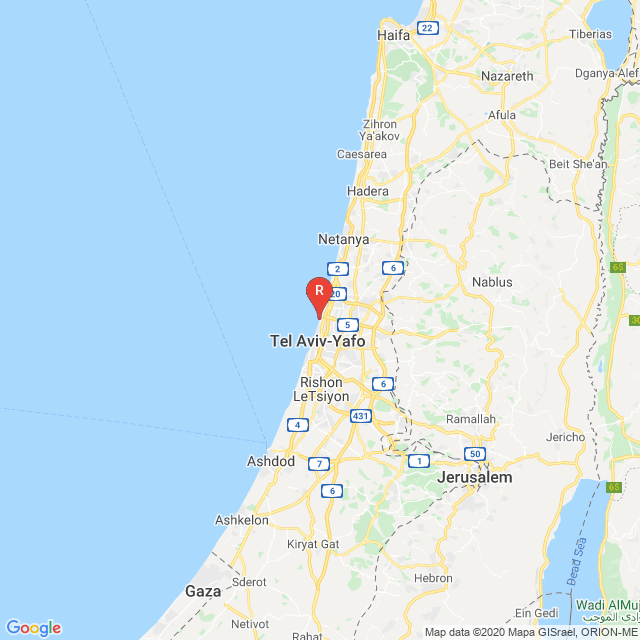 Haifa
22
Tiberias
Nazareth
Dganya-Alef
Afula
Zihron
Ya'akov
Caesarea
Beit She'an
Hadera
Netanya
2
6
65
Nablus
R
20
5
Tel Aviv-Yafo
Rishon
LeTsiyon
6
431
4
Ramallah
Jericho
Ashdod
7
1
50
Jerusalem
6
65
Ashkelon
Kiryat Gat
Dead Sea
Sderot
Hebron
Gaza
Ein Gedi
Wadi AlMuj
Netivot
Rahat
Google
Map data ©2020 Mapa GISrael, ORION-ME